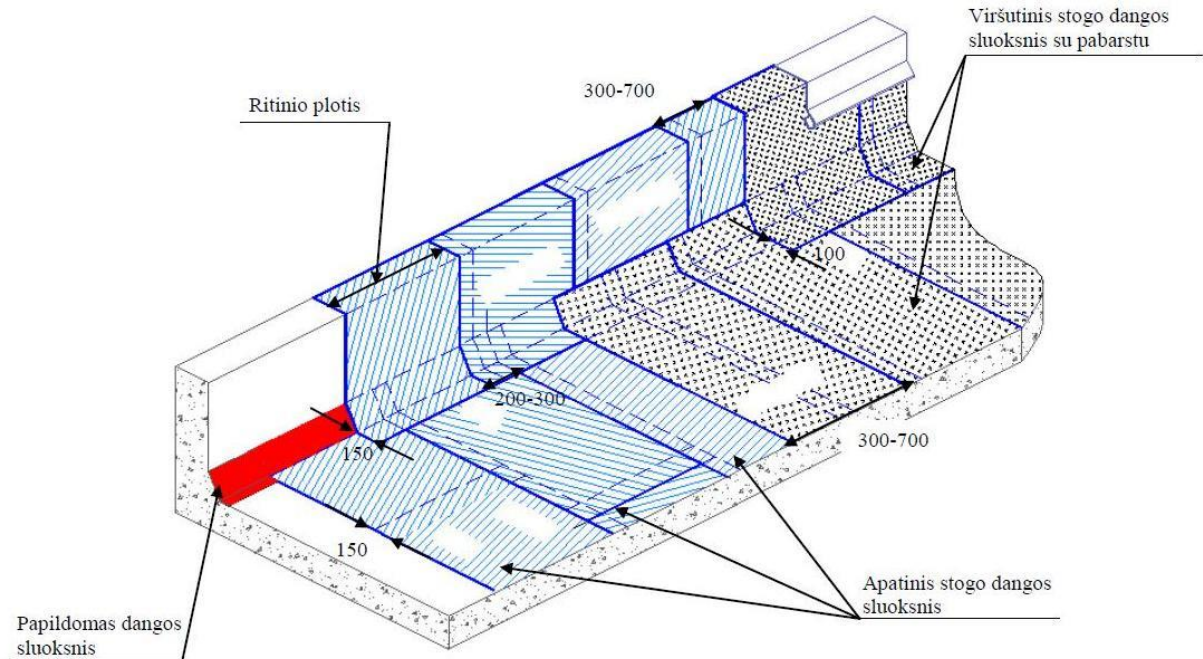 Viršutinis stogo dangos
sluoksnis su pabarstu
300-700
Ritinio plotis
100
200-300
300-700
150
150
Apatinis stogo dangos
sluoksnis
Papildomas dangos
sluoksnis